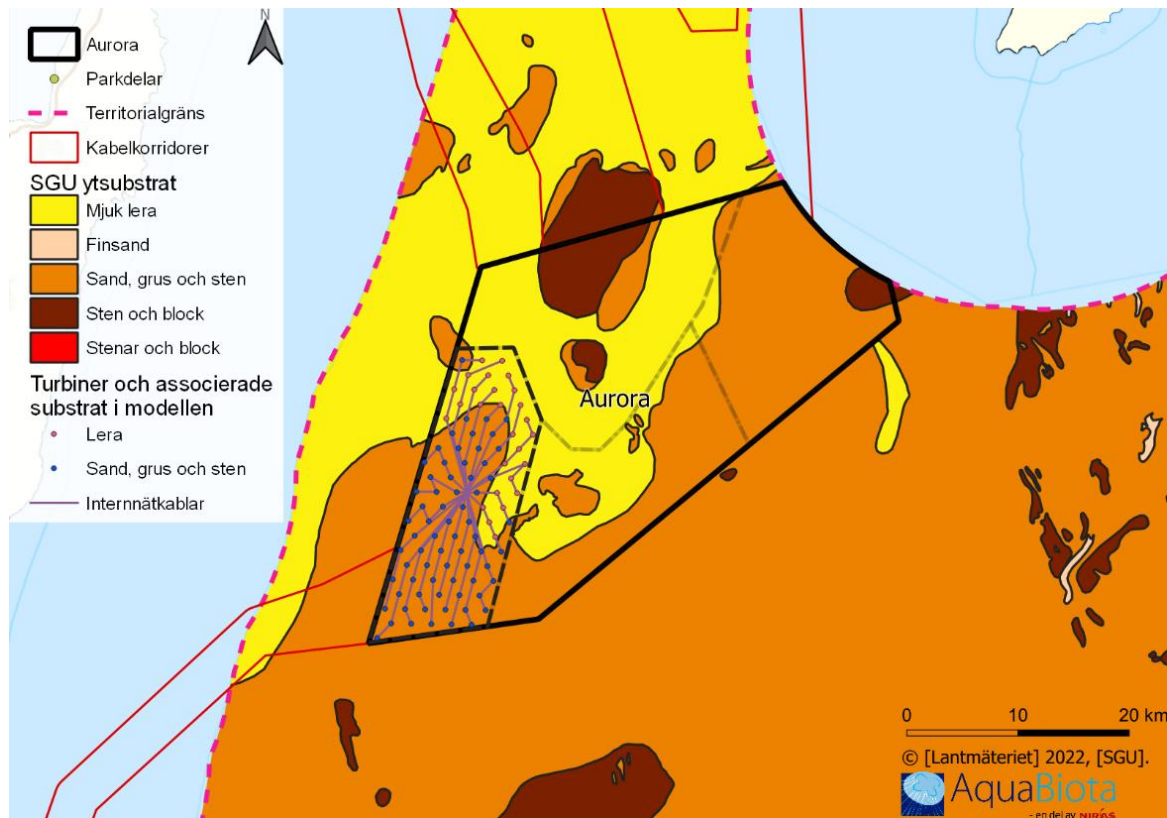 N
Aurora
Parkdelar
Territorialgräns
Kabelkorridorer
SGU ytsubstrat
Mjuk lera
Finsand
Sand, grus och sten
Sten och block
Stenar och block
Turbiner och associerade
substrat i modellen
Lera
Sand, grus och sten
Internnätkablar
Aurora
0 10 20 km
© [Lantmäteriet] 2022, [SGU].
AquaBiota
- en del av NIRAS